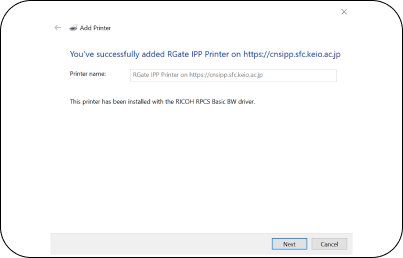 Add Printer
You've successfully added RGate IPP Printer on https://cnsipp.sfc.keio.ac.jp
Printer name:
RGate IPP Printer on https://cnsipp.sfc.keio.ac.jp
This printer has been installed with the RICOH RPCS Basic BW driver.
Next
Cancel